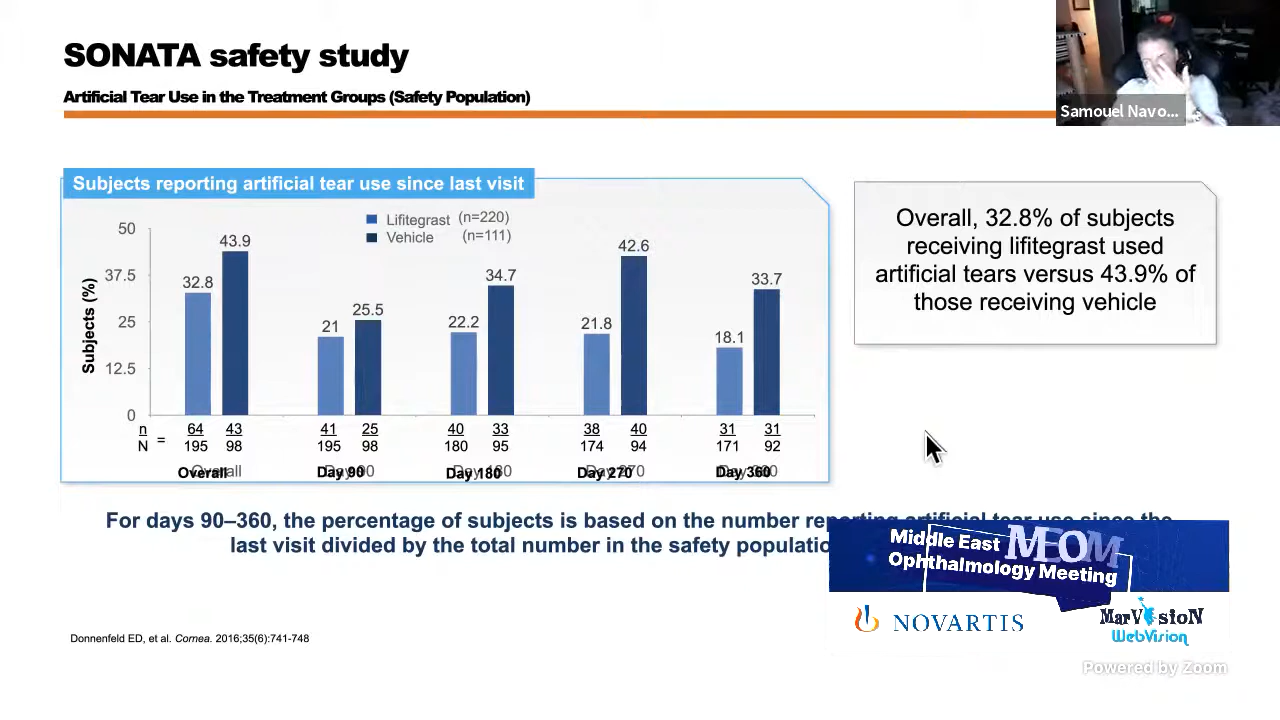 SONATA safety study
Artificial Tear Use in the Treatment Groups (Safety Population)
Samouel Navo...
Subjects reporting artificial tear use since last visit
Lifitegrast (n=220)
Vehicle (n=111)
Subjects (%)
50
37.5
25
12.5
0
32.8 43.9
21 25.5
22.2 34.7
21.8 42.6
18.1 33.7
n 64 43 41 25 40 33 38 40 31 31
N = 195 98 195 98 180 95 174 94 171 92
Overall Day 90 Day 180 Day 270 Day 360
Overall, 32.8% of subjects
receiving lifitegrast used
artificial tears versus 43.9% of
those receiving vehicle
For days 90–360, the percentage of subjects is based on the number reporting artificial tear use since the
last visit divided by the total number in the safety
Middle East MEOM
Ophthalmology Meeting
NOVARTIS
MarVisioN
WebVision
Donnenfeld ED, et al. Cornea. 2016;35(6):741-748
Powered by Zoom